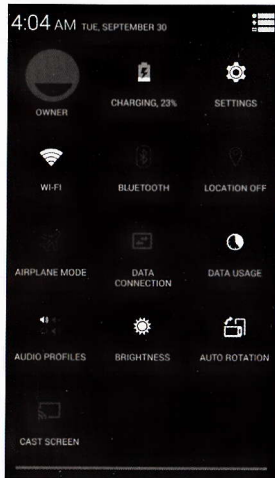 4:04 AM TUE, SEPTEMBER 30
OWNER
CHARGING, 23%
SETTINGS
WI-FI
BLUETOOTH
LOCATION OFF
AIRPLANE MODE
DATA
CONNECTION
DATA USAGE
AUDIO PROFILES
BRIGHTNESS
AUTO ROTATION
CAST SCREEN